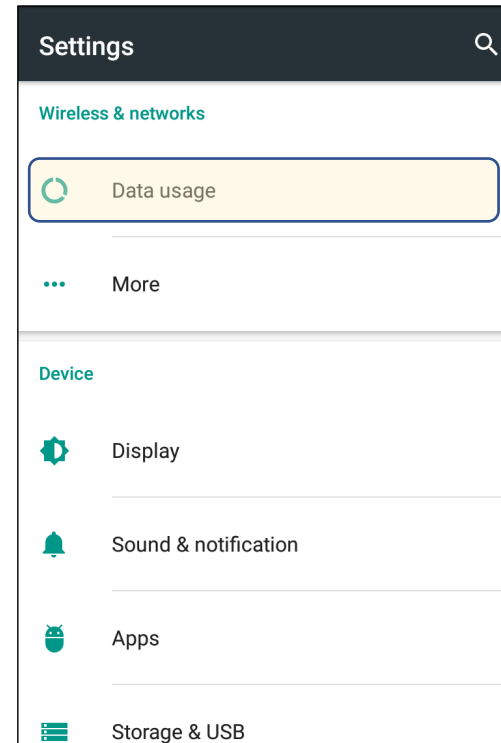 Settings
Wireless & networks
Data usage
More
Device
Display
Sound & notification
Apps
Storage & USB